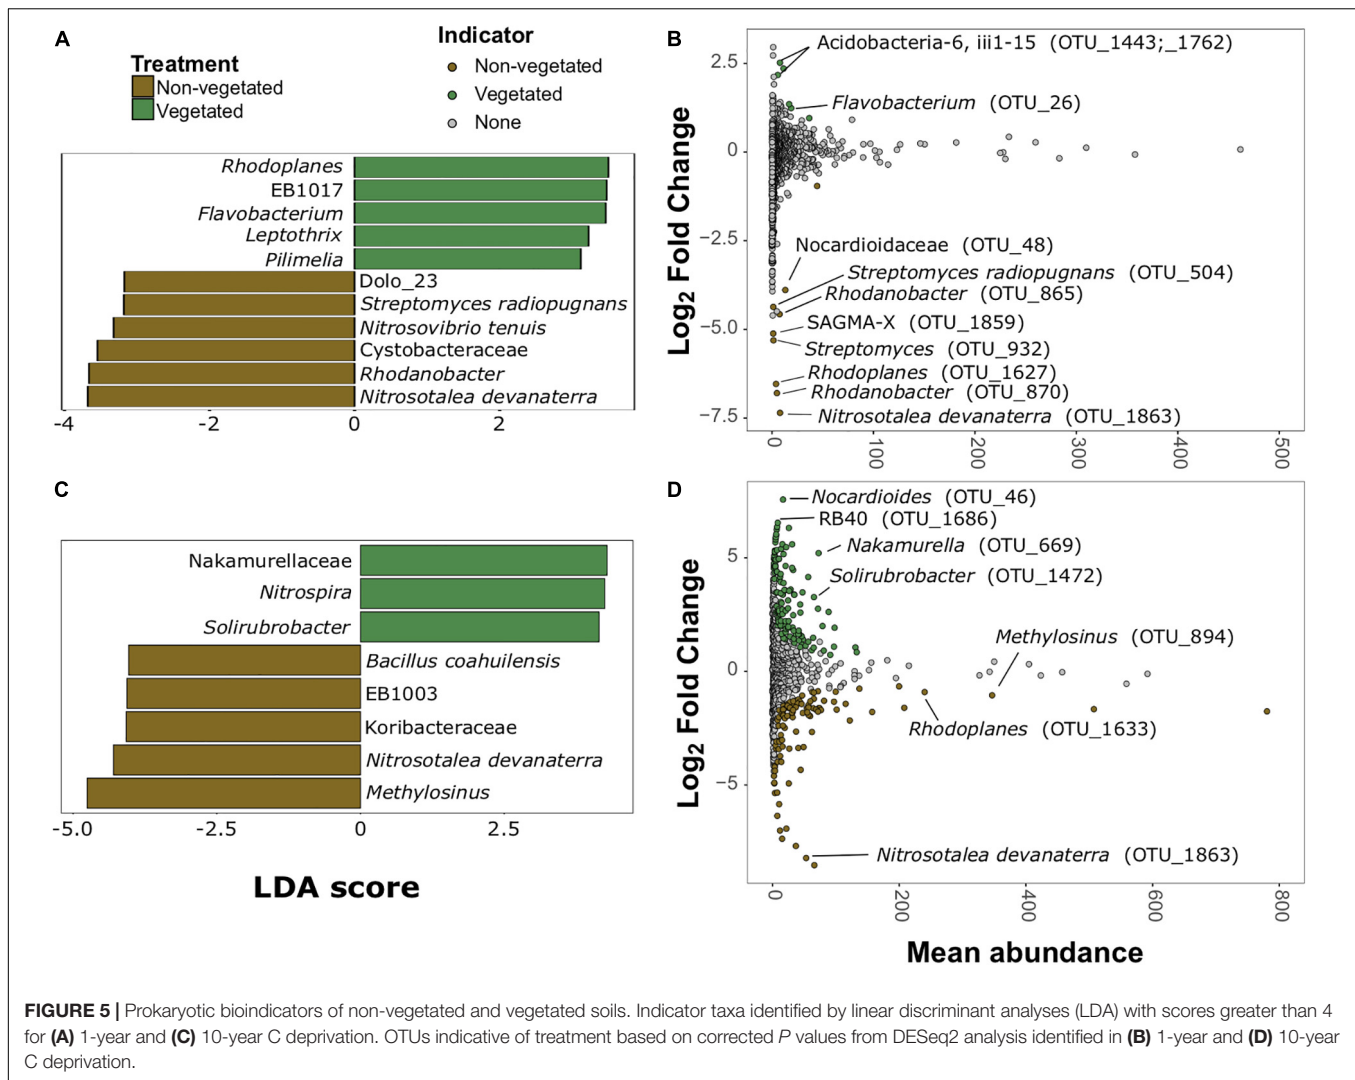 A
Treatment
Non-vegetated
Vegetated
Indicator
Non-vegetated
Vegetated
None
Rhodoplanes
EB1017
Flavobacterium
Leptothrix
Pilimelia
Dolo_23
Streptomyces radiopugnans
Nitrosovibrio tenuis
Cystobacteraceae
Rhodanobacter
Nitrosotalea devanaterra
-4 -2 0 2
B
Log2 Fold Change
2.5
0
−2.5
−5.0
−7.5
Acidobacteria-6, iii1-15 (OTU_1443;_1762)
Flavobacterium (OTU_26)
Nocardioidaceae (OTU_48)
Streptomyces radiopugnans (OTU_504)
Rhodanobacter (OTU_865)
SAGMA-X (OTU_1859)
Streptomyces (OTU_932)
Rhodoplanes (OTU_1627)
Rhodanobacter (OTU_870)
Nitrosotalea devanaterra (OTU_1863)
0 100 200 300 400 500
C
Nakamurellaceae
Nitrospira
Solirubrobacter
Bacillus coahuilensis
EB1003
Koribacteraceae
Nitrosotalea devanaterra
Methylosinus
-5.0 -2.5 0 2.5
LDA score
D
Log2 Fold Change
5
0
−5
Nocardioides (OTU_46)
RB40 (OTU_1686)
Nakamurella (OTU_669)
Solirubrobacter (OTU_1472)
Methylosinus (OTU_894)
Rhodoplanes (OTU_1633)
Nitrosotalea devanaterra (OTU_1863)
0 200 400 600 800
Mean abundance
FIGURE 5 | Prokaryotic bioindicators of non-vegetated and vegetated soils. Indicator taxa identified by linear discriminant analyses (LDA) with scores greater than 4
for (A) 1-year and (C) 10-year C deprivation. OTUs indicative of treatment based on corrected P values from DESeq2 analysis identified in (B) 1-year and (D) 10-year
C deprivation.